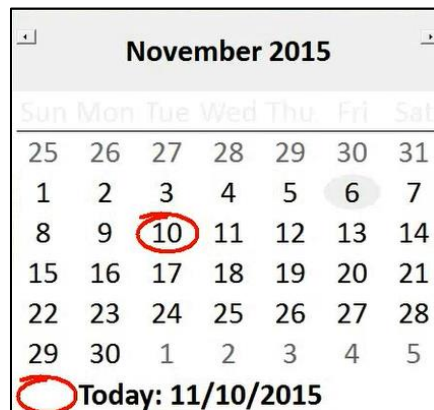 November 2015
Sun Mon Tue Wed Thu Fri Sat
25 26 27 28 29 30 31
1 2 3 4 5 6 7
8 9 10 11 12 13 14
15 16 17 18 19 20 21
22 23 24 25 26 27 28
29 30 1 2 3 4 5
Today: 11/10/2015